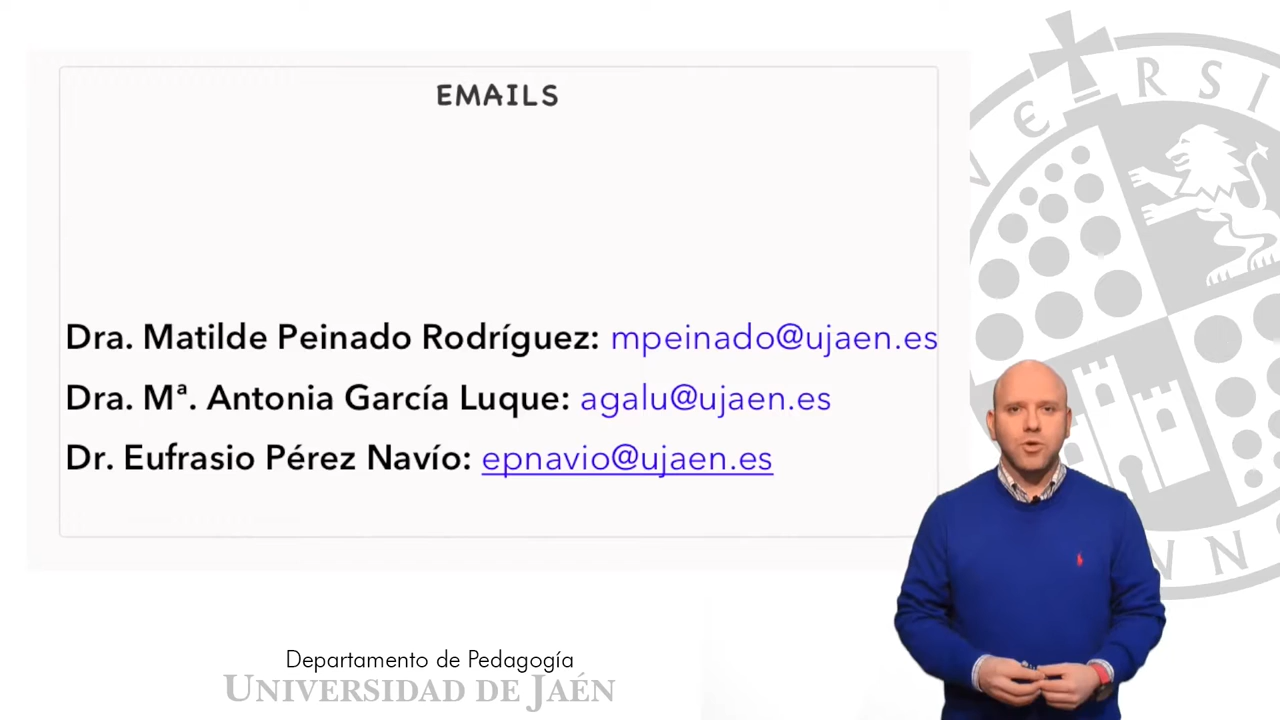 EMAILS
Dra. Matilde Peinado Rodríguez: mpeinado@ujaen.es
Dra. Mª. Antonia García Luque: agalu@ujaen.es
Dr. Eufrasio Pérez Navío: epnavio@ujaen.es
Departamento de Pedagogía
UNIVERSIDAD DE JAÉN